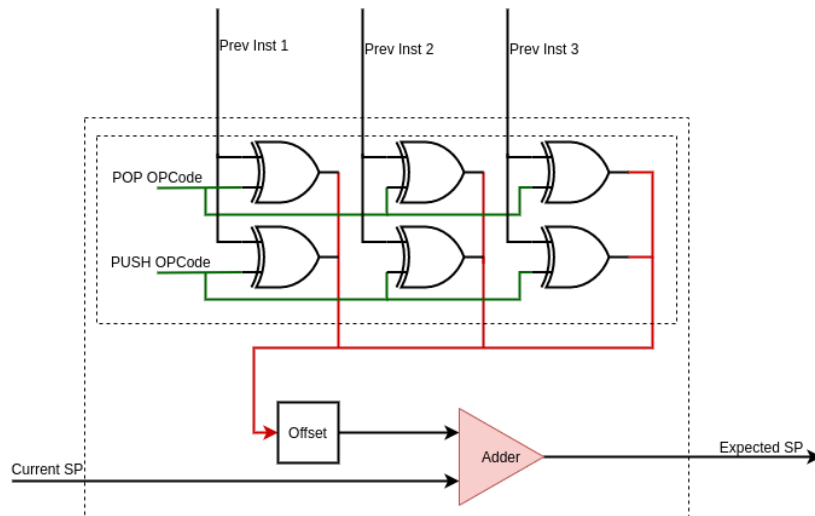 Prev Inst 1
Prev Inst 2
Prev Inst 3
POP OPCode
PUSH OPCode
Offset
Adder
Current SP
Expected SP